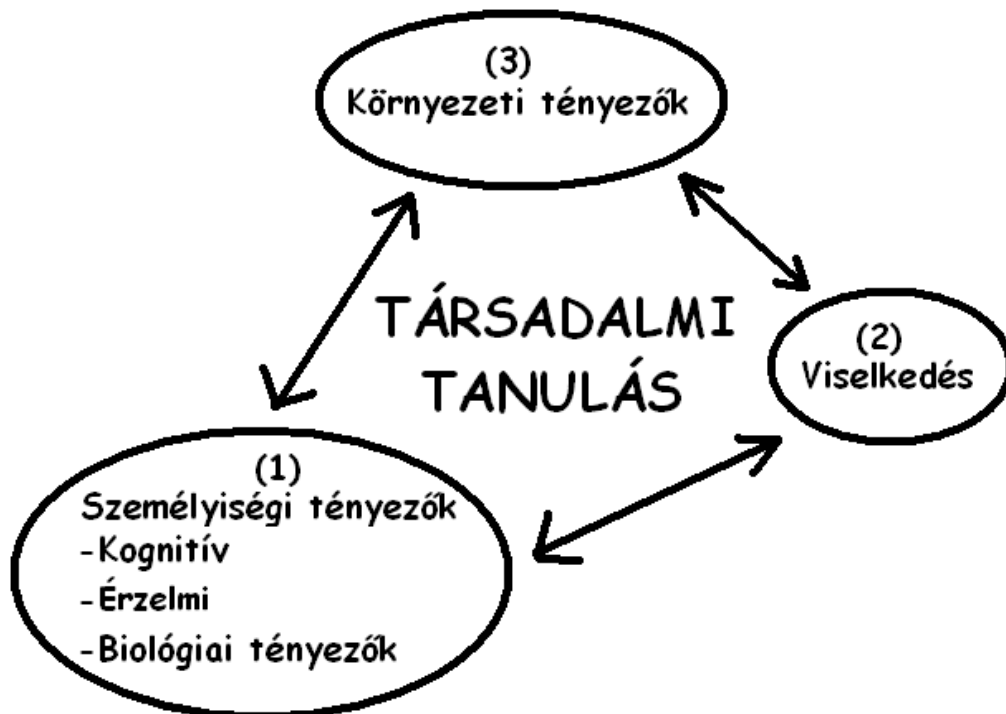 (3)
Környezeti tényezők
TÁRSADALMI
TANULÁS
(2)
Viselkedés
(1)
Személyiségi tényezők
-Kognitív
-Érzelmi
-Biológiai tényezők